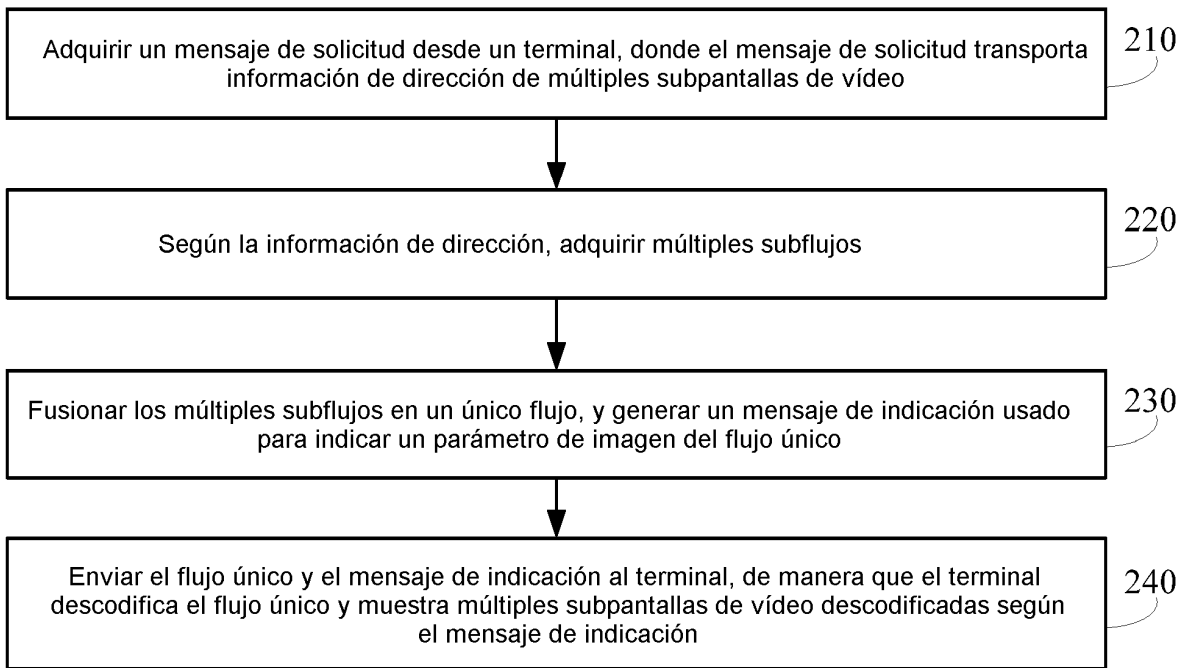 Adquirir un mensaje de solicitud desde un terminal, donde el mensaje de solicitud transporta
información de dirección de múltiples subpantallas de vídeo
210
Según la información de dirección, adquirir múltiples subflujos
220
Fusionar los múltiples subflujos en un único flujo, y generar un mensaje de indicación usado
para indicar un parámetro de imagen del flujo único
230
Enviar el flujo único y el mensaje de indicación al terminal, de manera que el terminal
descodifica el flujo único y muestra múltiples subpantallas de vídeo descodificadas según
el mensaje de indicación
240